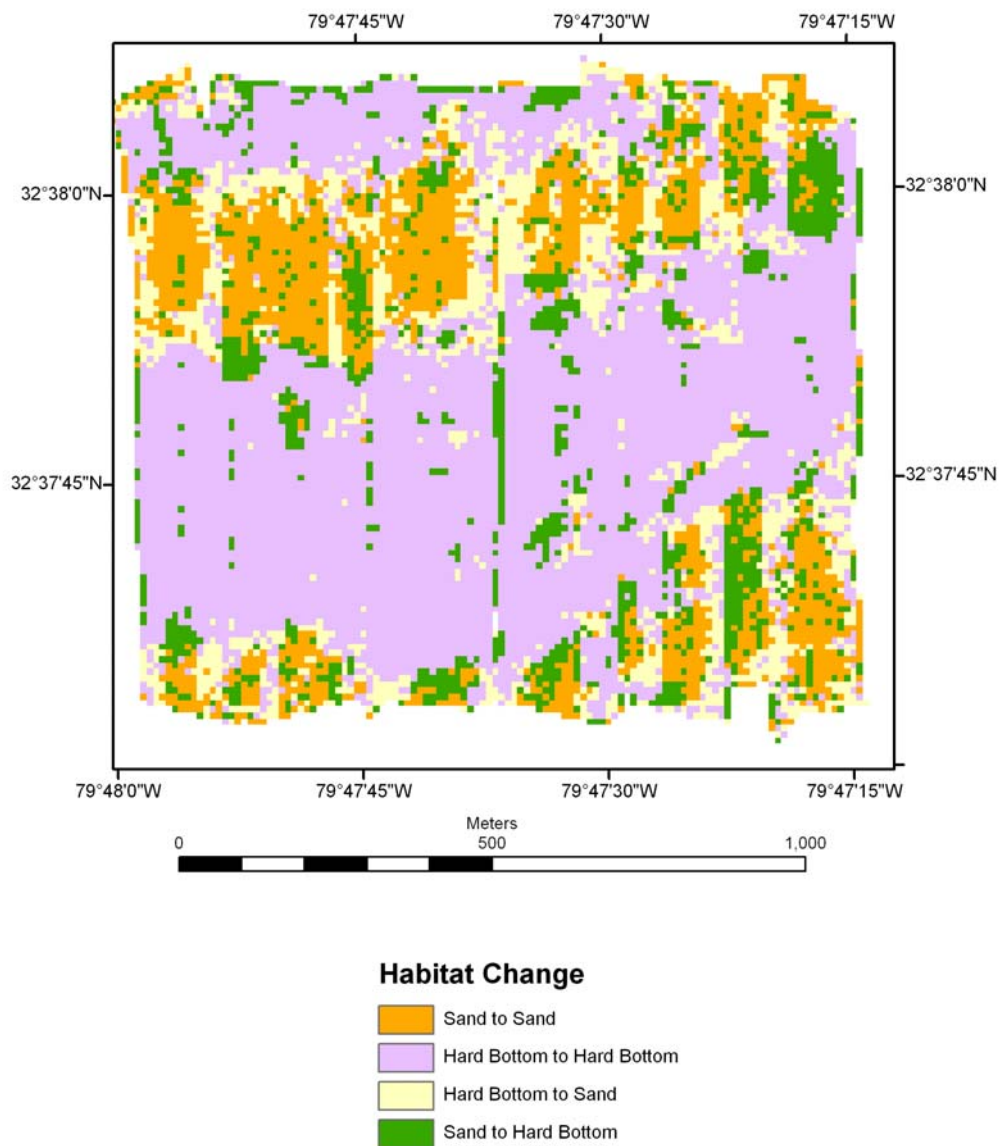 79°47'45"W 79°47'30"W 79°47'15"W
32°38'0"N 32°38'0"N
32°37'45"N 32°37'45"N
79°48'0"W 79°47'45"W 79°47'30"W 79°47'15"W
Meters
0 500 1,000
Habitat Change
Sand to Sand
Hard Bottom to Hard Bottom
Hard Bottom to Sand
Sand to Hard Bottom